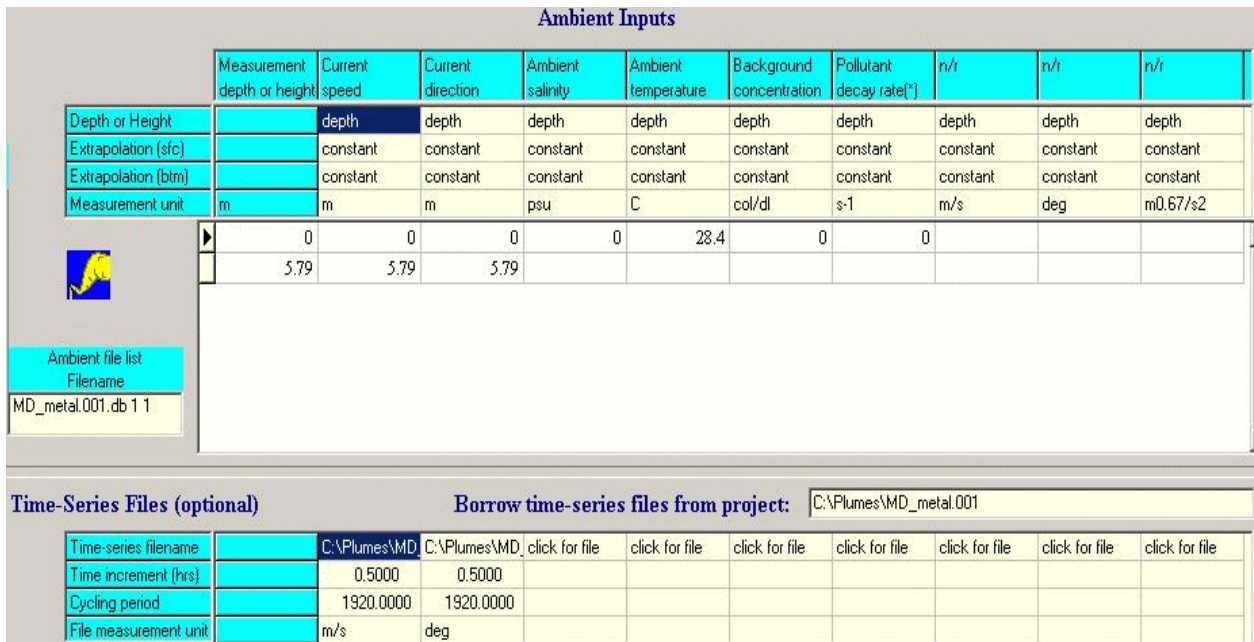 Ambient Inputs
Measurement depth or height Current speed Current direction Ambient salinity Ambient temperature Background concentration Pollutant decay rate(*) n/r n/r n/r
Depth or Height depth depth depth depth depth depth depth depth depth
Extrapolation (sfc) constant constant constant constant constant constant constant constant constant
Extrapolation (btm) constant constant constant constant constant constant constant constant constant
Measurement unit m m m psu C col/dl s-1 m/s deg m0.67/s2
0 0 0 0 28.4 0 0
5.79 5.79 5.79
Ambient file list
Filename
MD_metal.001.db 1 1
Time-Series Files (optional) Borrow time-series files from project: C:\Plumes\MD_metal.001
Time-series filename C:\Plumes\MD_ C:\Plumes\MD_ click for file click for file click for file click for file click for file click for file click for file
Time increment (hrs) 0.5000 0.5000
Cycling period 1920.0000 1920.0000
File measurement unit m/s deg